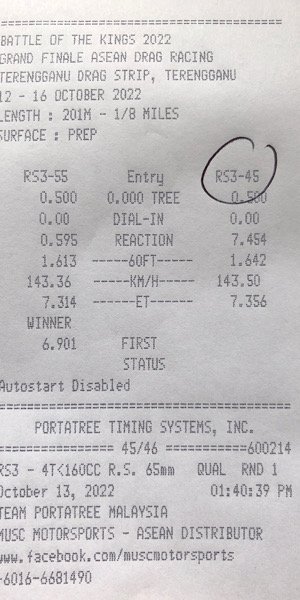 BATTLE OF THE KINGS 2022
GRAND FINALE ASEAN DRAG RACING
TERENGGANU DRAG STRIP, TERENGGANU
12 - 16 OCTOBER 2022
LENGTH : 201M - 1/8 MILES
SURFACE : PREP
RS3-55 Entry RS3-45
0.500 0.000 TREE 0.500
0.00 DIAL-IN 0.00
0.595 REACTION 7.454
1.613 -----60FT----- 1.642
143.36 -----KM/H----- 143.50
7.314 ------ET------ 7.356
WINNER
6.901 FIRST
STATUS
Autostart Disabled
PORTATREE TIMING SYSTEMS, INC.
================ 45/46 ===========600214
RS3 - 4T<160CC R.S. 65mm QUAL RND 1
October 13, 2022 01:40:39 PM
TEAM PORTATREE MALAYSIA
MUSC MOTORSPORTS - ASEAN DISTRIBUTOR
www.facebook.com/muscmotorsports
-6016-6681490